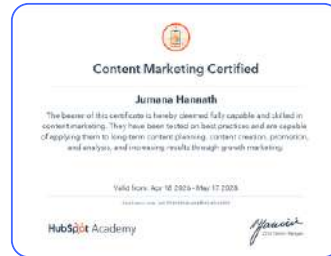 Content Marketing Certified
Jumana Hannath
The bearer of this certificate is hereby deemed fully capable and skilled in
content marketing. They have been tested on best practices and are capable
of applying them to long-term content planning, content creation, promotion,
and analysis, and increasing results through growth marketing.
Valid from: Apr 18 2026 - May 17 2028
HubSpot Academy